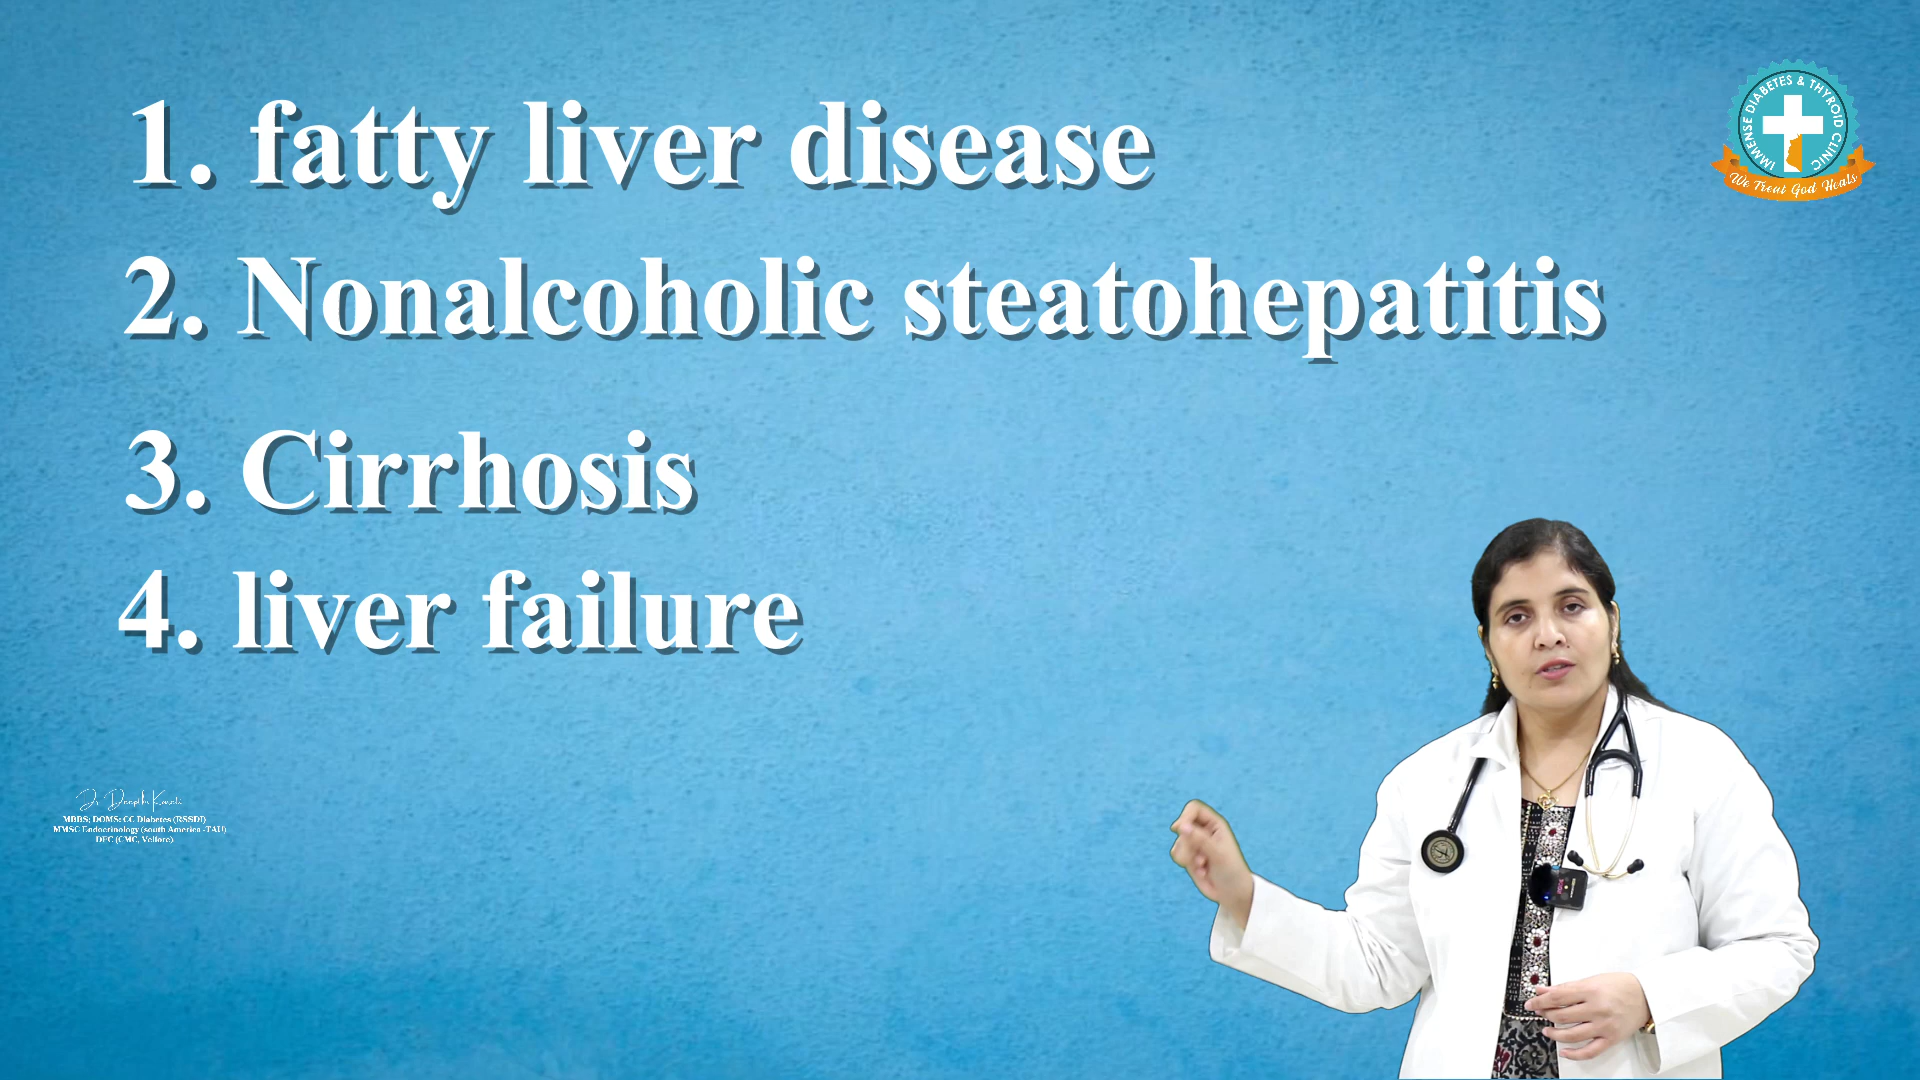 1. fatty liver disease
2. Nonalcoholic steatohepatitis
3. Cirrhosis
4. liver failure
IMMENSE DIABETES & THYROID CLINIC
We Treat God Heals
MBBS; DOMS: CC Diabetes (RSSDI)
MMSC Endocrinology (south America -TAU)
(CMC, Vellore)